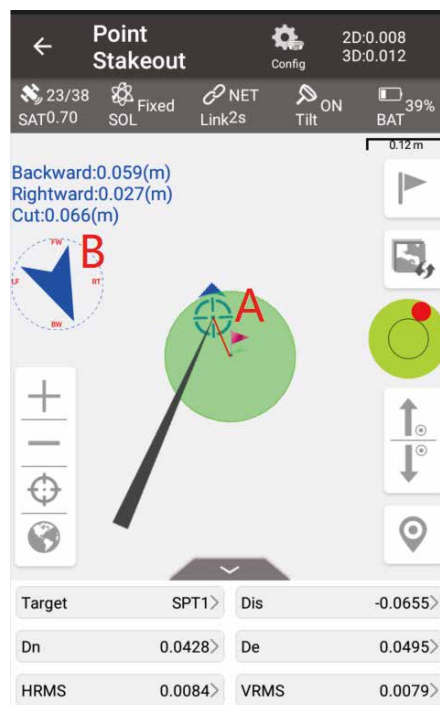 Point
Stakeout
Config
2D:0.008
3D:0.012
23/38
SAT0.70
Fixed
SOL
NET
Link2s
ON
Tilt
39%
BAT
0.12 m
Backward:0.059(m)
Rightward:0.027(m)
Cut:0.066(m)
FW
B
LF
RT
BW
A
Target SPT1> Dis -0.0655>
Dn 0.0428> De 0.0495>
HRMS 0.0084> VRMS 0.0079>